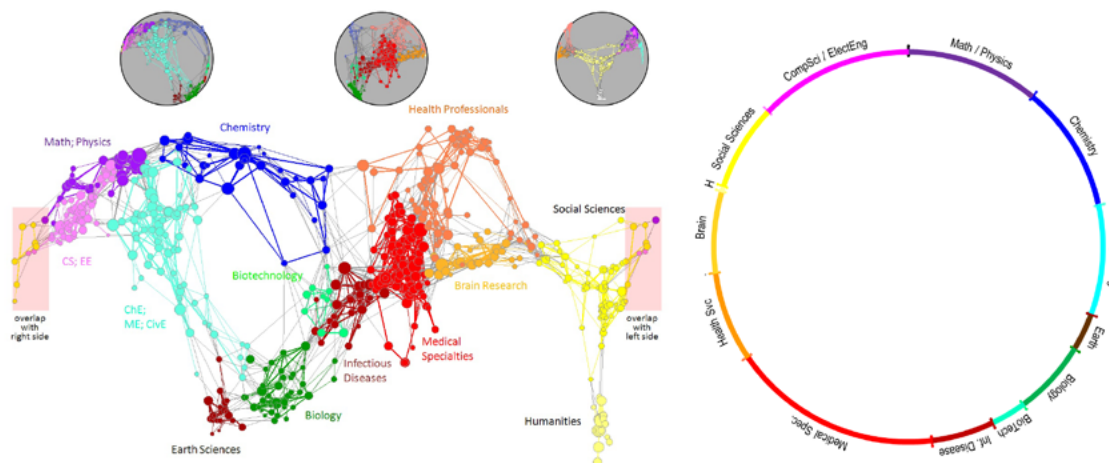 Health Professionals
Chemistry
Math; Physics
Social Sciences
CS; EE
Biotechnology
Brain Research
ChE;
ME; CivE
overlap
with
right side
overlap
with
left side
Medical
Specialties
Infectious
Diseases
Biology
Humanities
Earth Sciences
CompSci / ElectEng
Math / Physics
Chemistry
Earth
Biology
BioTech
Inf. Disease
Medical Spec.
Health Svc
Brain
H
Social Sciences